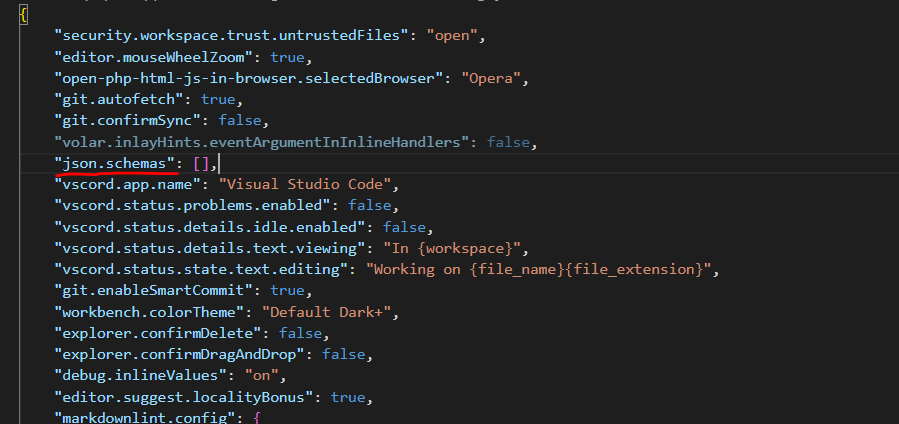 {
"security.workspace.trust.untrustedFiles": "open",
"editor.mouseWheelZoom": true,
"open-php-html-js-in-browser.selectedBrowser": "Opera",
"git.autofetch": true,
"git.confirmSync": false,
"volar.inlayHints.eventArgumentInInlineHandlers": false,
"json.schemas": [],
"vscord.app.name": "Visual Studio Code",
"vscord.status.problems.enabled": false,
"vscord.status.details.idle.enabled": false,
"vscord.status.details.text.viewing": "In {workspace}",
"vscord.status.state.text.editing": "Working on {file_name}{file_extension}",
"git.enableSmartCommit": true,
"workbench.colorTheme": "Default Dark+",
"explorer.confirmDelete": false,
"explorer.confirmDragAndDrop": false,
"debug.inlineValues": "on",
"editor.suggest.localityBonus": true,
"markdownlint.config": {